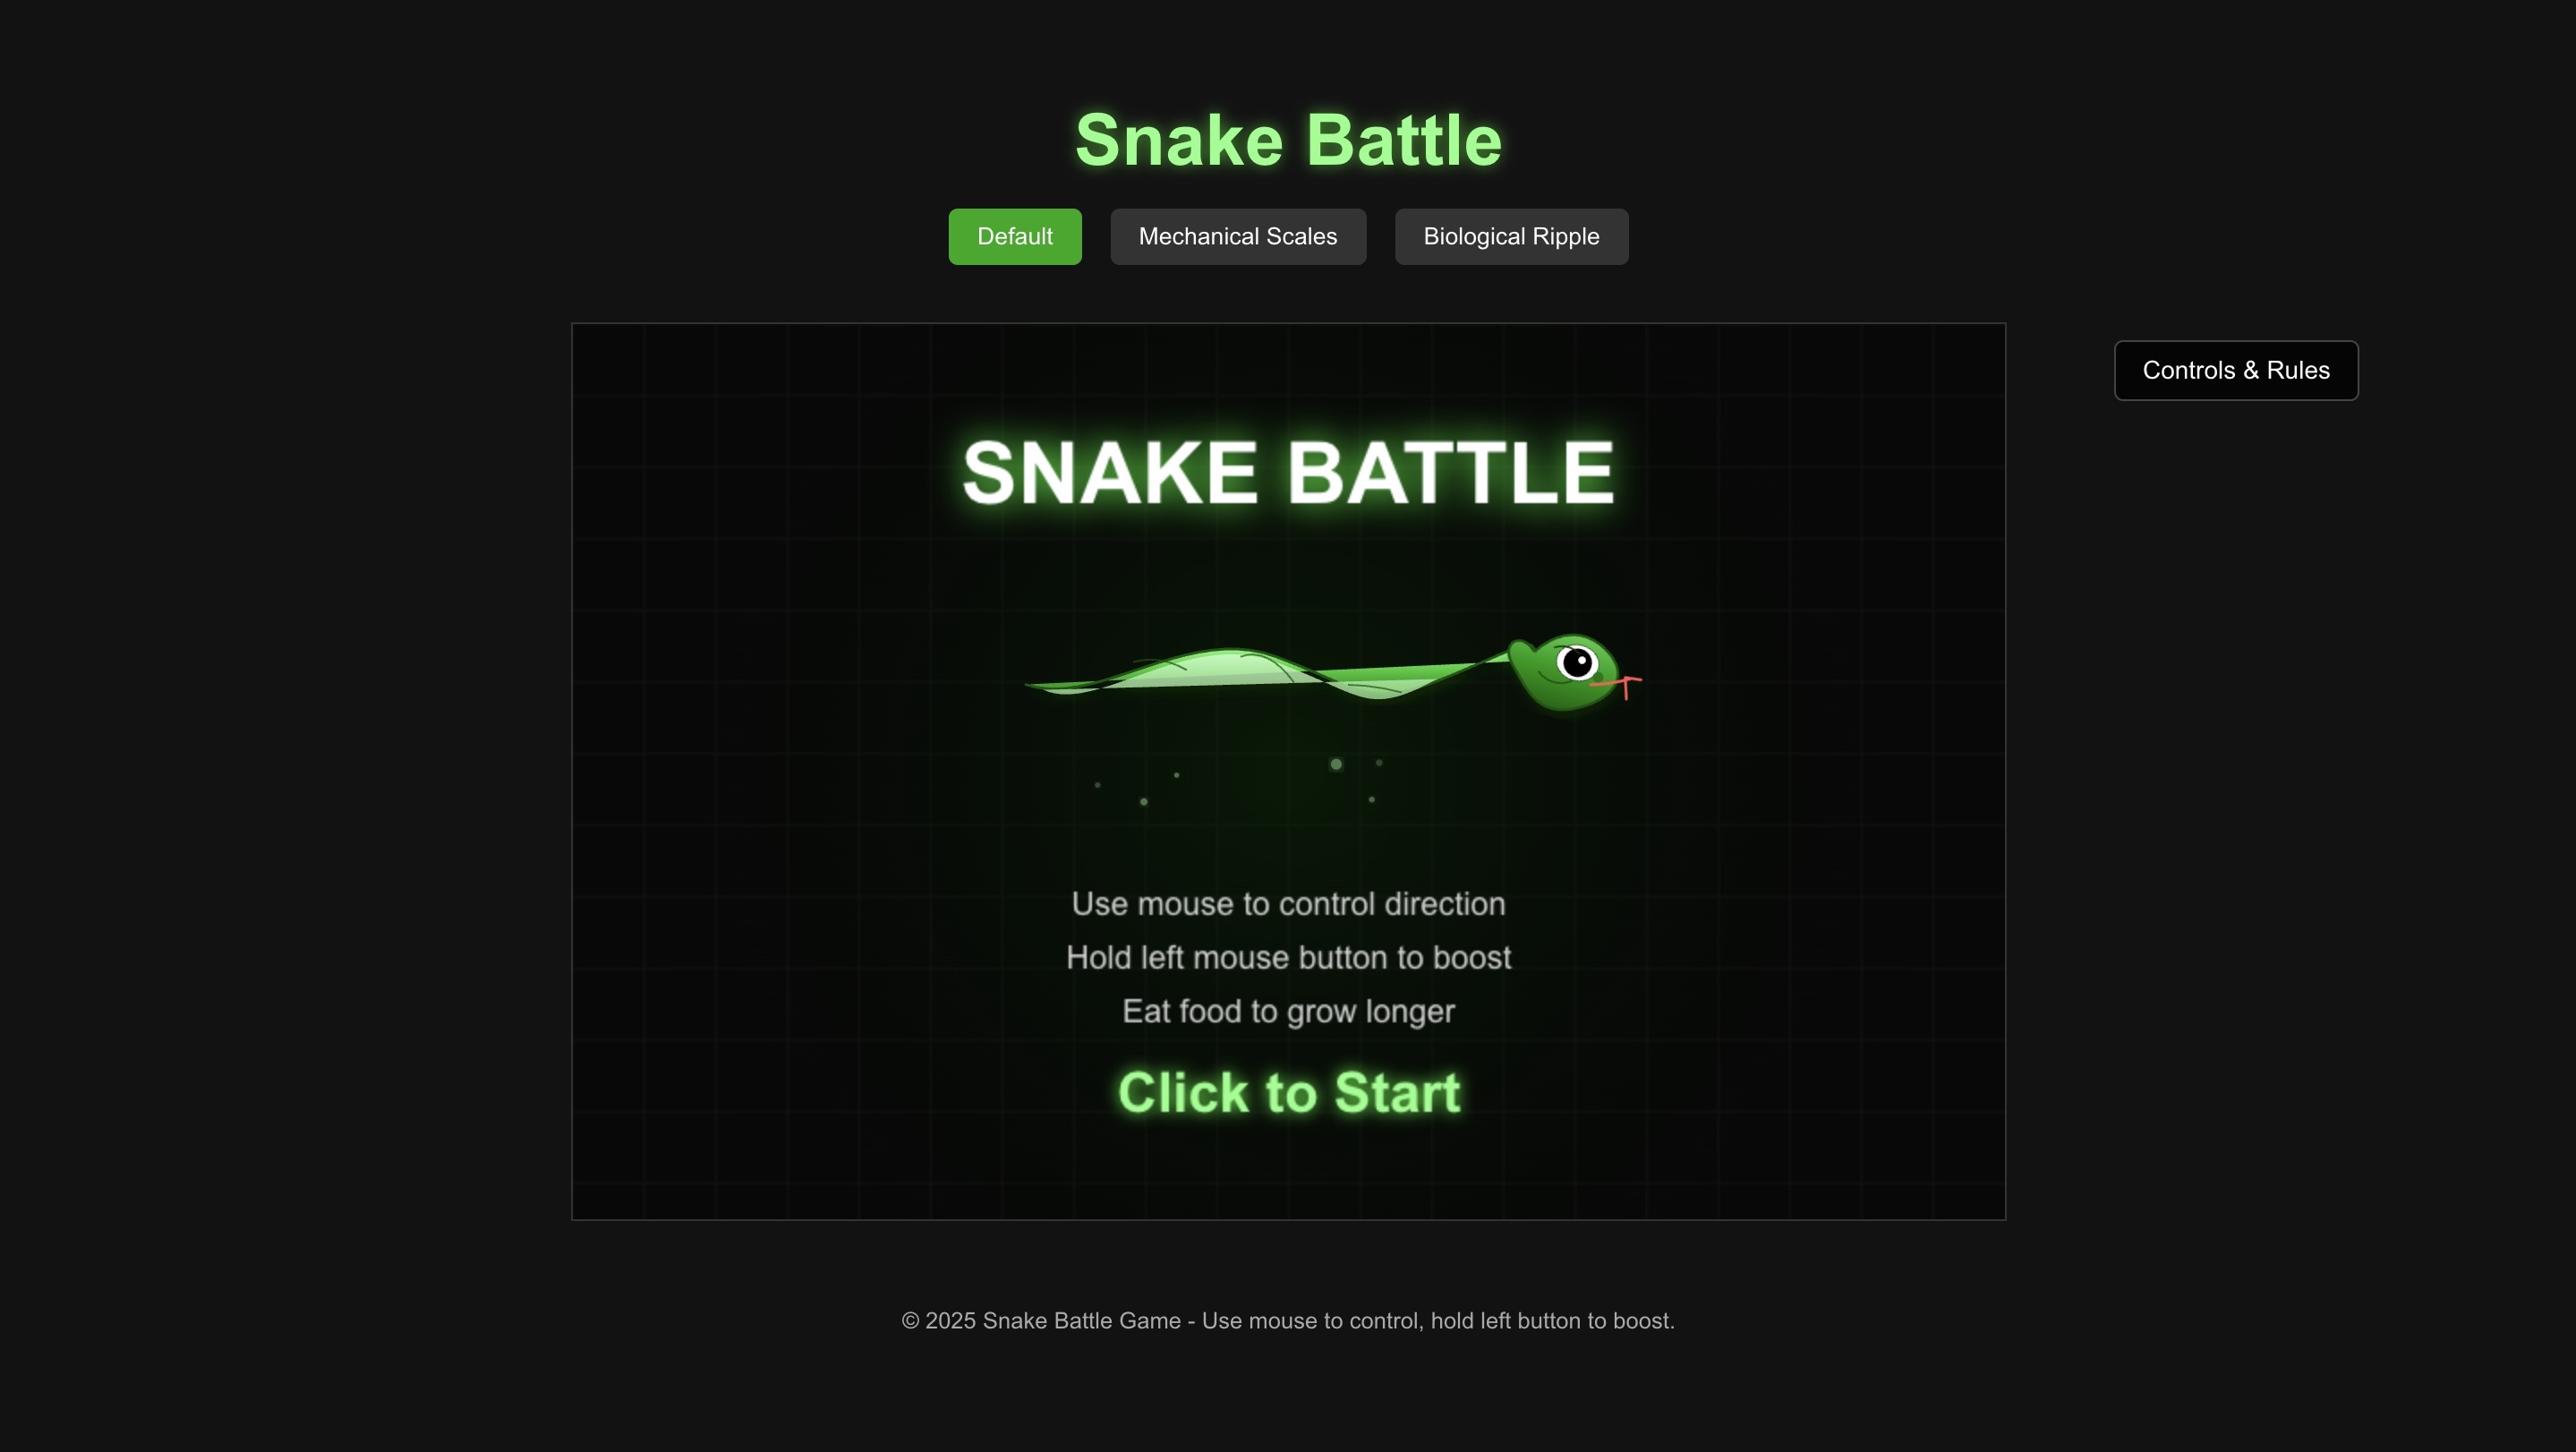 Snake Battle
Default
Mechanical Scales
Biological Ripple
Controls & Rules
SNAKE BATTLE
Use mouse to control direction
Hold left mouse button to boost
Eat food to grow longer
Click to Start
© 2025 Snake Battle Game - Use mouse to control, hold left button to boost.